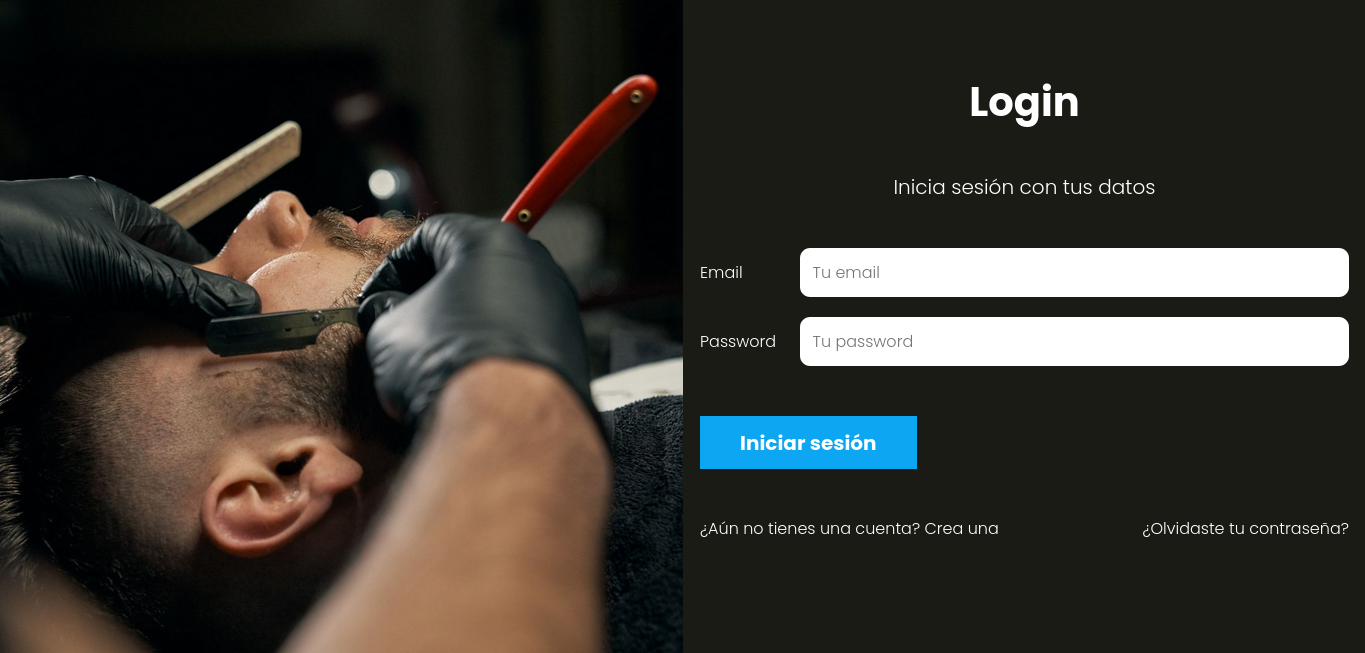 Login
Inicia sesión con tus datos
Email
Tu email
Password
Tu password
Iniciar sesión
¿Aún no tienes una cuenta? Crea una
¿Olvidaste tu contraseña?